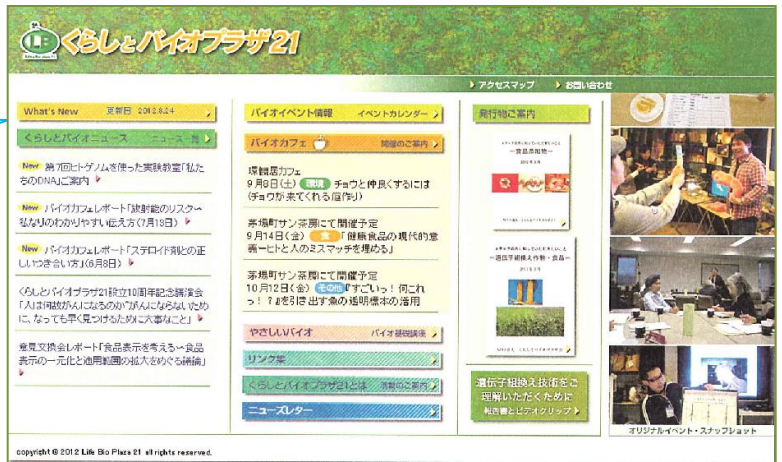 くらしとバイオプラザ21
アクセスマップ
お問い合わせ
What's New
更新日 2012.8.24
くらしとバイオニュース
ニュース一覧
New 第7回ヒトゲノムを使った実験教室「私た
ちのDNA」ご案内
New バイオカフェレポート「放射能のリスク〜
私なりのわかりやすい伝え方(7月13日)
New バイオカフェレポート「ステロイド剤との正
しいつき合い方」(6月8日)
くらしとバイオプラザ21設立10周年記念講演会
「人は何故がんになるのか"がんにならないため
に、なっても早く見つけるために大事なこと」
意見交換会レポート「食品表示を考える〜食品
表示の一元化と適用範囲の拡大をめぐる議論」
バイオイベント情報
イベントカレンダー
バイオカフェ
開催のご案内
環餬居カフェ
9月8日(土) 環境 チョウと仲良くするには
(チョウが来てくれる庭作り)
茅場町サン茶房にて開催予定
9月14日(金) 食 「健康食品の現代的意
義ーヒトと人のミスマッチを埋める」
茅場町サン茶房にて開催予定
10月12日(金) その他 『すごいっ! 何これ
っ! ?』を引き出す魚の透明標本の活用
やさしいバイオ
バイオ基礎講座
リンク集
くらしとバイオプラザ21とは
活動のご案内
ニューズレター
発行物ご案内
ー食品添加物ー
ー遺伝子組換え作物・食品ー
遺伝子組換え技術をご
理解いただくために
報告書とビデオクリップ
オリジナルイベント・スナップショット
copyright © 2012 Life Bio Plaza 21 all rights reserved.